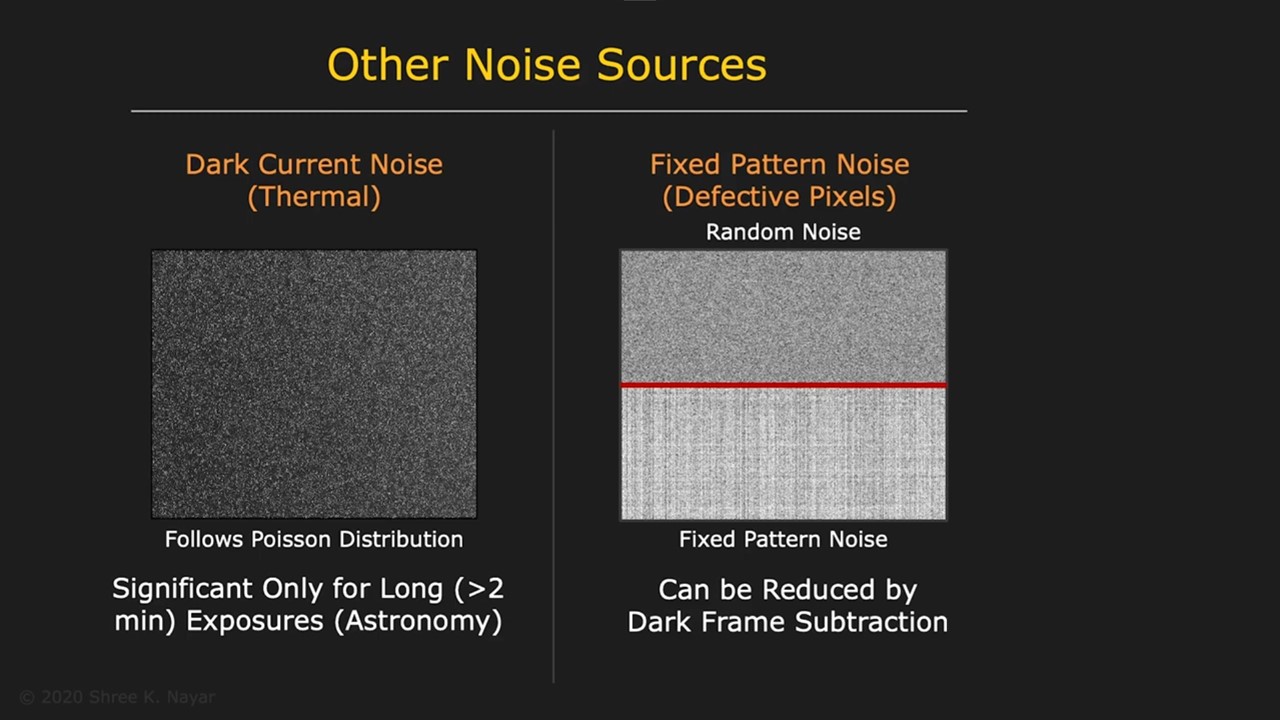 Other Noise Sources
Dark Current Noise
(Thermal)
Follows Poisson Distribution
Significant Only for Long (>2
min) Exposures (Astronomy)
Fixed Pattern Noise
(Defective Pixels)
Random Noise
Fixed Pattern Noise
Can be Reduced by
Dark Frame Subtraction
© 2020 Shree K. Nayar